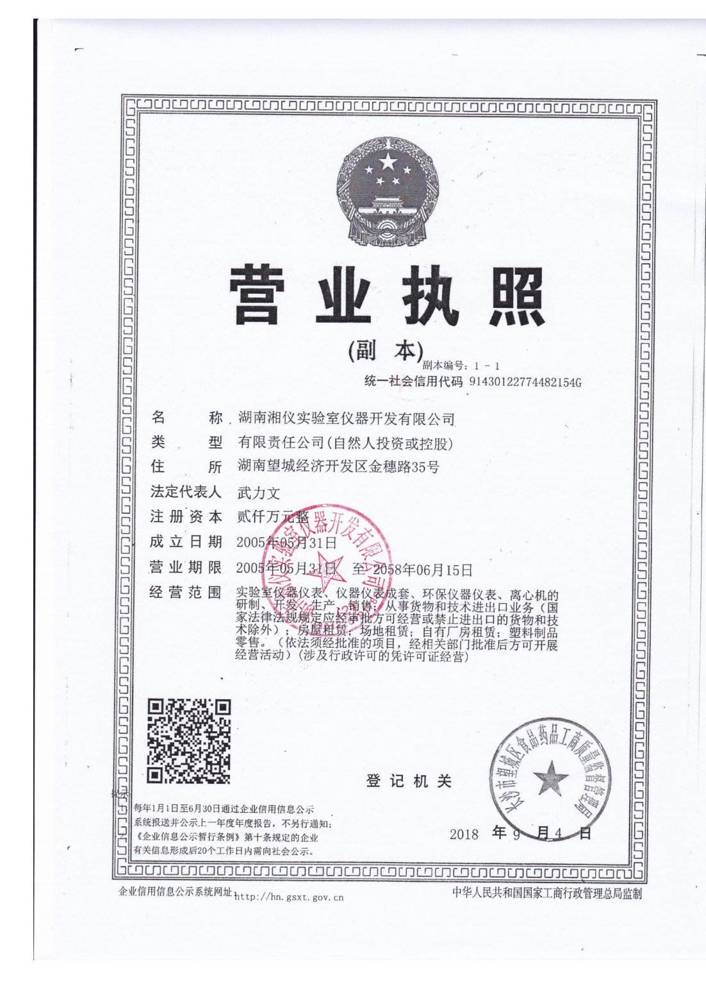 营业执照
(副 本)
副本编号：1 - 1
统一社会信用代码 91430122774482154G
名 称 湖南湘仪实验室仪器开发有限公司
类 型 有限责任公司(自然人投资或控股)
住 所 湖南望城经济开发区金穗路35号
法定代表人 武力文
注册资本 贰仟万元整
成立日期 2005年05月31日
营业期限 2005年05月31日 至 2058年06月15日
经营范围 实验室仪器仪表、仪器仪表成套、环保仪器仪表、离心机的
研制、开发、生产、销售；从事货物和技术进出口业务（国
家法律法规规定应经审批方可经营或禁止进出口的货物和技
术除外）；房屋租赁；场地租赁；自有厂房租赁；塑料制品
零售。（依法须经批准的项目，经相关部门批准后方可开展
经营活动）(涉及行政许可的凭许可证经营)
仪实验室仪器开发有限公司
登记机关
长沙市望城区食品药品工商质量监督管理局
2018 年 9 月 4 日
提示
每年1月1日至6月30日通过企业信用信息公示
系统报送并公示上一年度年度报告，不另行通知；
《企业信息公示暂行条例》第十条规定的企业
有关信息形成后20个工作日内需向社会公示。
企业信用信息公示系统网址：http://hn.gsxt.gov.cn
中华人民共和国国家工商行政管理总局监制